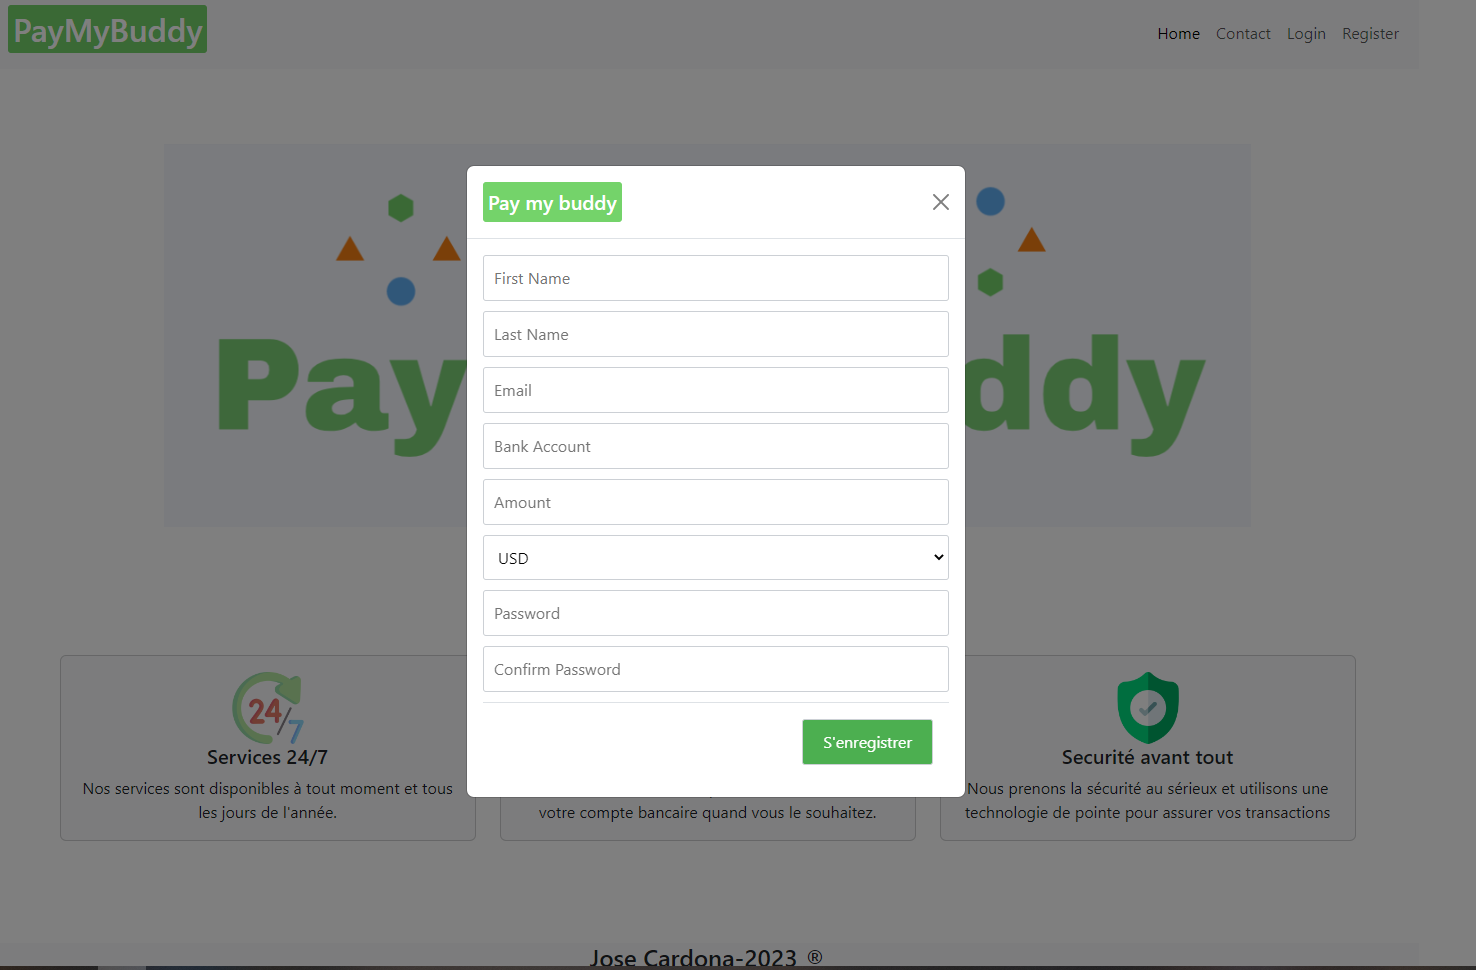 PayMyBuddy
Home Contact Login Register
Pay ddy
Pay my buddy
First Name
Last Name
Email
Bank Account
Amount
USD
Password
Confirm Password
S'enregistrer
Services 24/7
Nos services sont disponibles à tout moment et tous
les jours de l'année.
votre compte bancaire quand vous le souhaitez.
24/7
Securité avant tout
Nous prenons la sécurité au sérieux et utilisons une
technologie de pointe pour assurer vos transactions
Jose Cardona-2023 ®